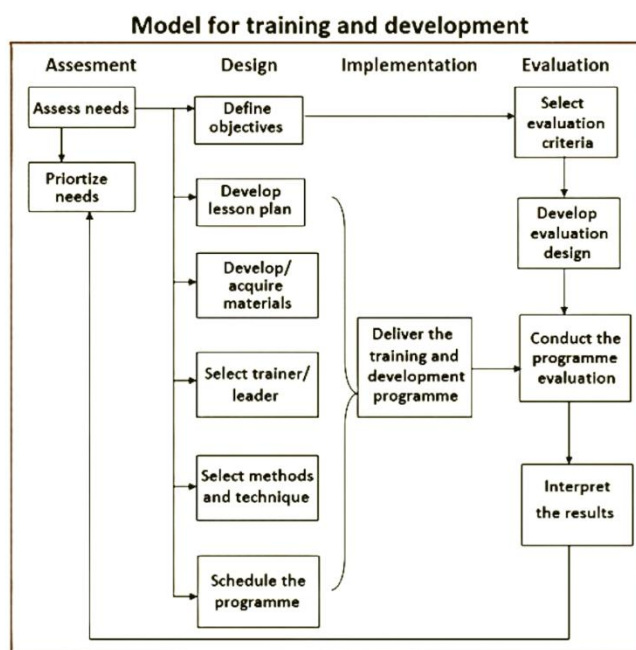 Model for training and development
Assesment
Design
Implementation
Evaluation
Assess needs
Priortize
needs
Define
objectives
Develop
lesson plan
Develop/
acquire
materials
Select trainer/
leader
Select methods
and technique
Schedule the
programme
Deliver the
training and
development
programme
Select
evaluation
criteria
Develop
evaluation
design
Conduct the
programme
evaluation
Interpret
the results